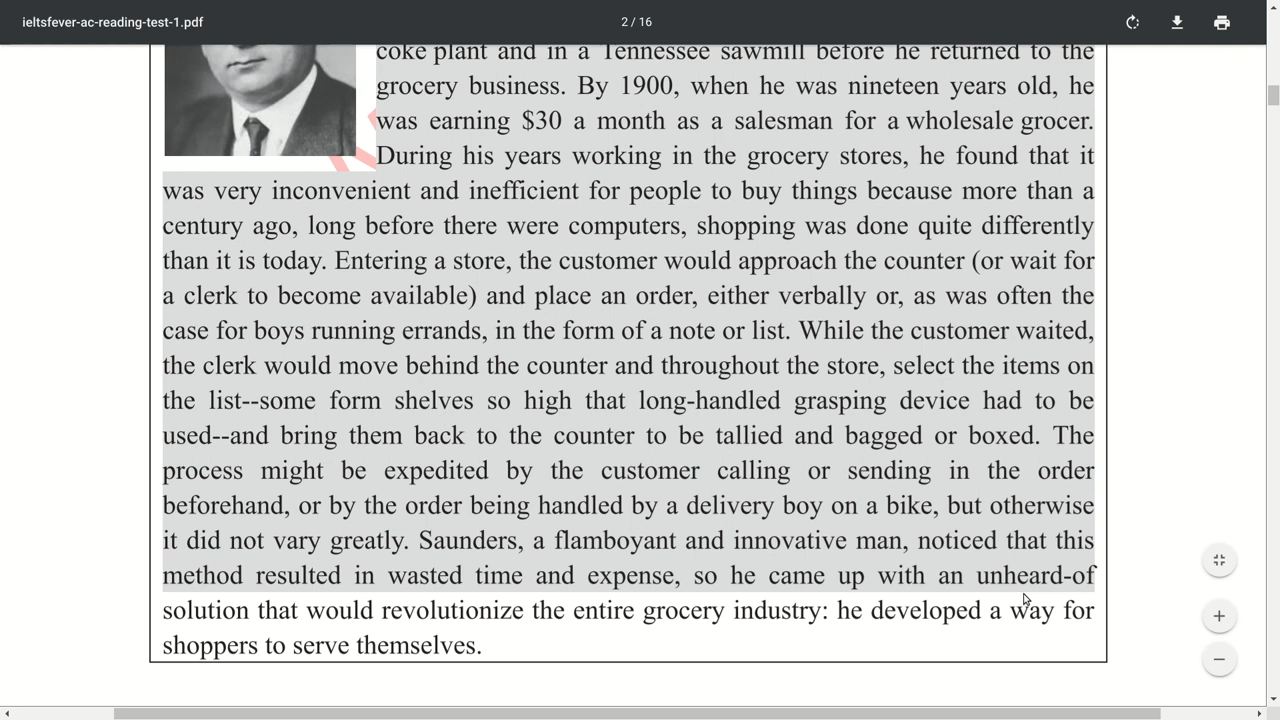 ieltsfever-ac-reading-test-1.pdf
2 / 16
coke plant and in a Tennessee sawmill before he returned to the
grocery business. By 1900, when he was nineteen years old, he
was earning $30 a month as a salesman for a wholesale grocer.
During his years working in the grocery stores, he found that it
was very inconvenient and inefficient for people to buy things because more than a
century ago, long before there were computers, shopping was done quite differently
than it is today. Entering a store, the customer would approach the counter (or wait for
a clerk to become available) and place an order, either verbally or, as was often the
case for boys running errands, in the form of a note or list. While the customer waited,
the clerk would move behind the counter and throughout the store, select the items on
the list--some form shelves so high that long-handled grasping device had to be
used--and bring them back to the counter to be tallied and bagged or boxed. The
process might be expedited by the customer calling or sending in the order
beforehand, or by the order being handled by a delivery boy on a bike, but otherwise
it did not vary greatly. Saunders, a flamboyant and innovative man, noticed that this
method resulted in wasted time and expense, so he came up with an unheard-of
solution that would revolutionize the entire grocery industry: he developed a way for
shoppers to serve themselves.